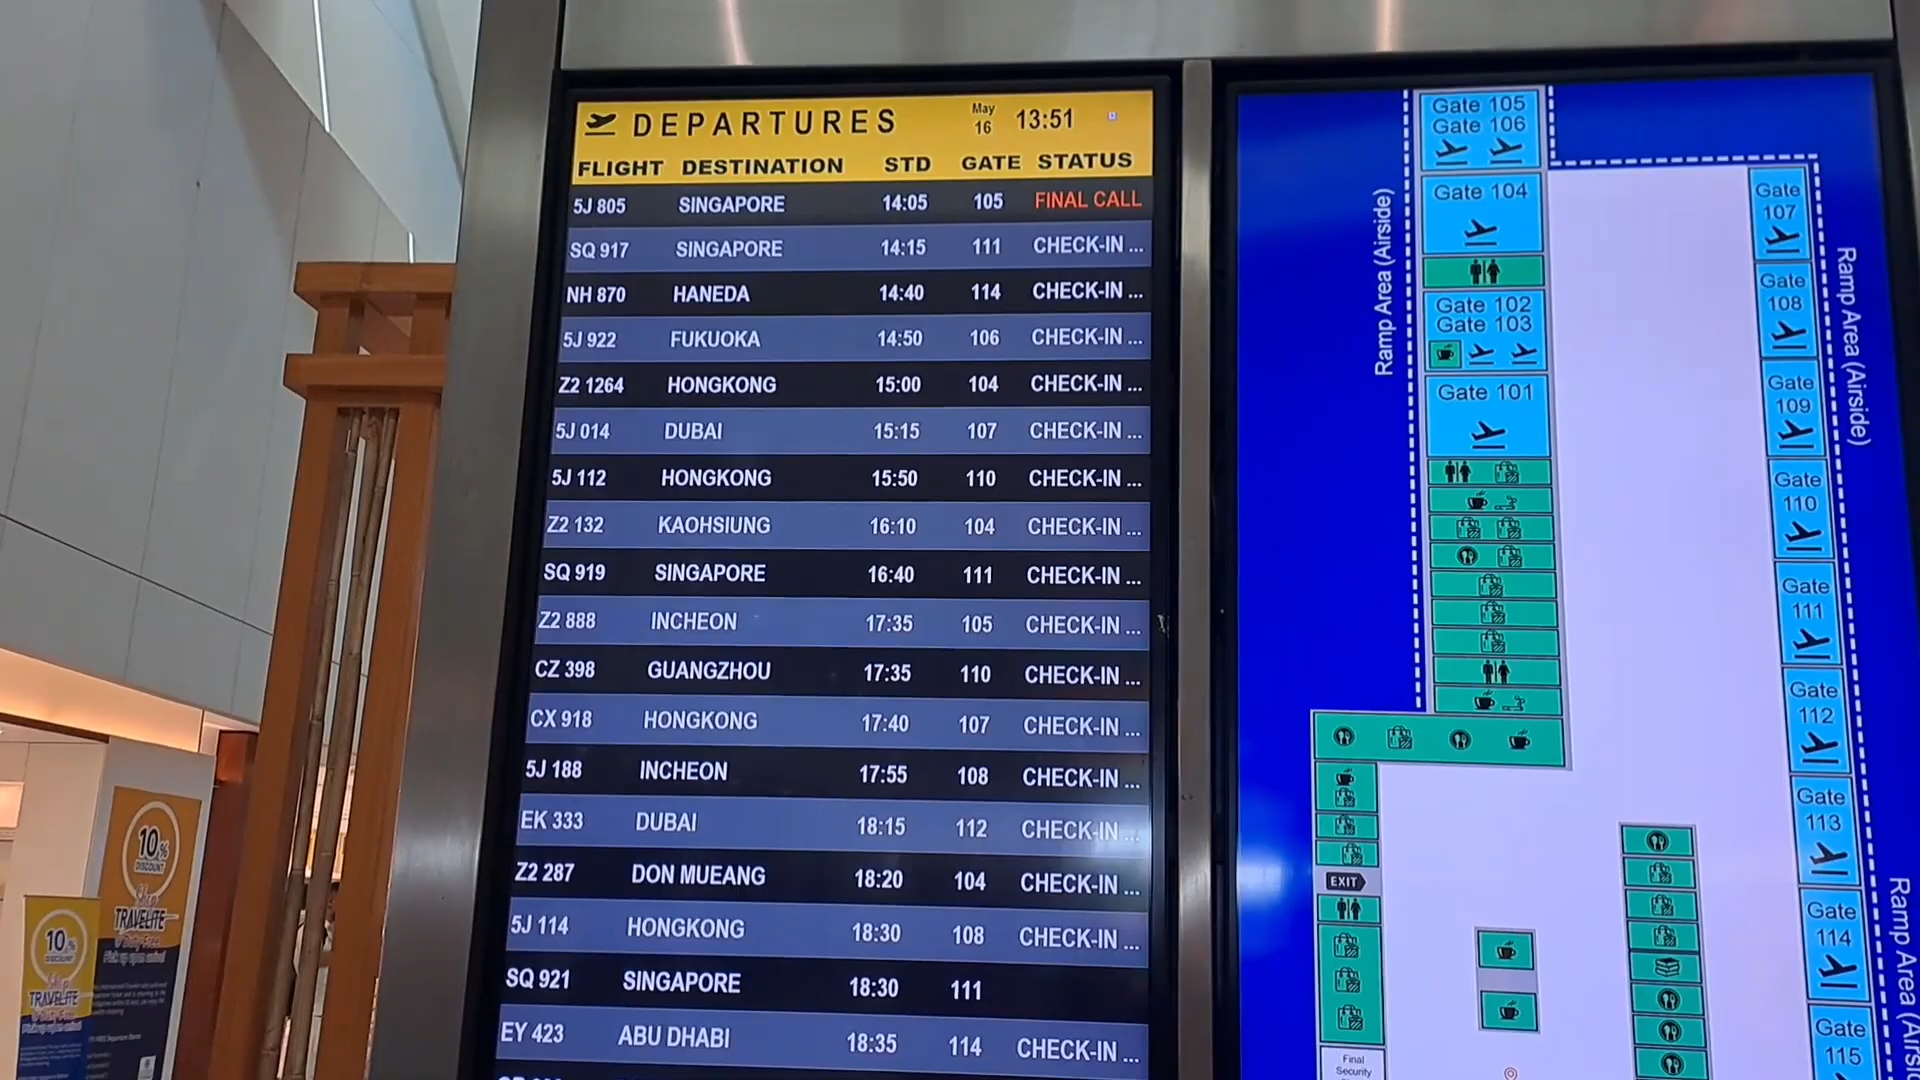 DEPARTURES May 16 13:51
FLIGHT DESTINATION STD GATE STATUS
5J 805 SINGAPORE 14:05 105 FINAL CALL
SQ 917 SINGAPORE 14:15 111 CHECK-IN ...
NH 870 HANEDA 14:40 114 CHECK-IN ...
5J 922 FUKUOKA 14:50 106 CHECK-IN ...
Z2 1264 HONGKONG 15:00 104 CHECK-IN ...
5J 014 DUBAI 15:15 107 CHECK-IN ...
5J 112 HONGKONG 15:50 110 CHECK-IN ...
Z2 132 KAOHSIUNG 16:10 104 CHECK-IN ...
SQ 919 SINGAPORE 16:40 111 CHECK-IN ...
Z2 888 INCHEON 17:35 105 CHECK-IN ...
CZ 398 GUANGZHOU 17:35 110 CHECK-IN ...
CX 918 HONGKONG 17:40 107 CHECK-IN ...
5J 188 INCHEON 17:55 108 CHECK-IN ...
EK 333 DUBAI 18:15 112 CHECK-IN ...
Z2 287 DON MUEANG 18:20 104 CHECK-IN ...
5J 114 HONGKONG 18:30 108 CHECK-IN ...
SQ 921 SINGAPORE 18:30 111
EY 423 ABU DHABI 18:35 114 CHECK-IN ...
Gate 105
Gate 106
Gate 104
Gate 102
Gate 103
Gate 101
Ramp Area (Airside)
EXIT
Final
Security
Gate
107
Gate
108
Gate
109
Gate
110
Gate
111
Gate
112
Gate
113
Gate
114
Gate
115
Ramp Area (Airside)
Ramp Area (Airs
10%
DISCOUNT
TRAVELITE
10%
DISCOUNT
TRAVELITE